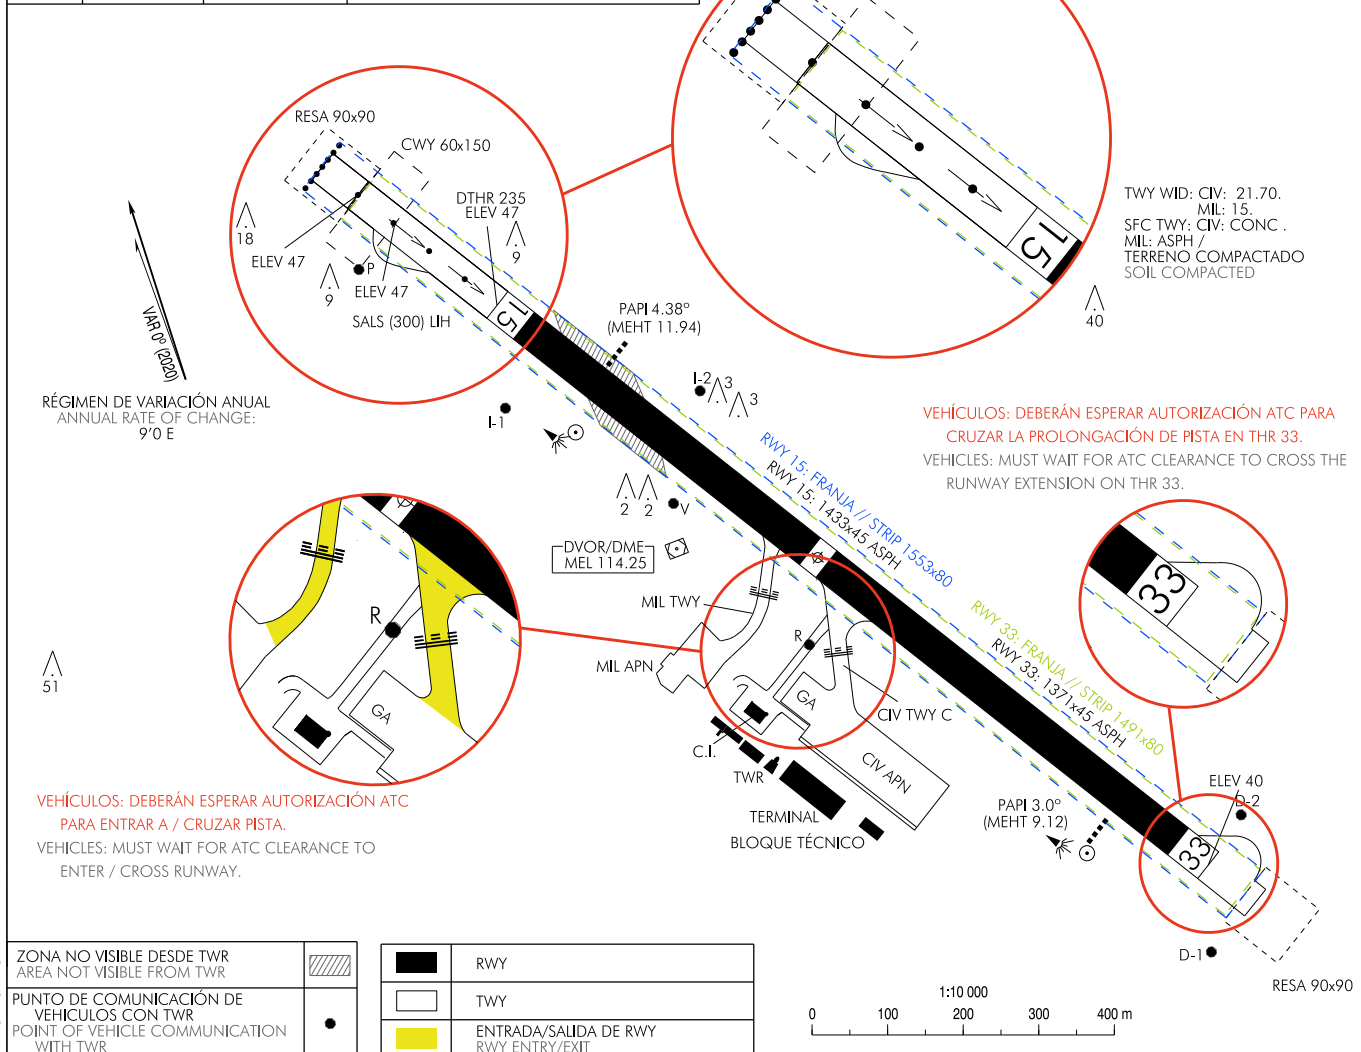 RESA 90x90
CWY 60x150
DTHR 235
ELEV 47
18
9
ELEV 47
P
9
ELEV 47
SALS (300) LIH
15
15
TWY WID: CIV: 21.70.
MIL: 15.
SFC TWY: CIV: CONC .
MIL: ASPH /
TERRENO COMPACTADO
SOIL COMPACTED
40
VAR 0° (2020)
RÉGIMEN DE VARIACIÓN ANUAL
ANNUAL RATE OF CHANGE:
9'0 E
PAPI 4.38º
(MEHT 11.94)
I-2
3
3
I-1
VEHÍCULOS: DEBERÁN ESPERAR AUTORIZACIÓN ATC PARA
CRUZAR LA PROLONGACIÓN DE PISTA EN THR 33.
VEHICLES: MUST WAIT FOR ATC CLEARANCE TO CROSS THE
RUNWAY EXTENSION ON THR 33.
RWY 15: FRANJA // STRIP 1553x80
RWY 15: 1433x45 ASPH
2
2
V
DVOR/DME
MEL 114.25
MIL TWY
MIL APN
R
GA
CIV TWY C
C.I.
CIV APN
TWR
TERMINAL
BLOQUE TÉCNICO
R
GA
51
RWY 33: FRANJA // STRIP 1491x80
RWY 33: 1371x45 ASPH
33
PAPI 3.0º
(MEHT 9.12)
ELEV 40
D-2
33
D-1
RESA 90x90
VEHÍCULOS: DEBERÁN ESPERAR AUTORIZACIÓN ATC
PARA ENTRAR A / CRUZAR PISTA.
VEHICLES: MUST WAIT FOR ATC CLEARANCE TO
ENTER / CROSS RUNWAY.
ZONA NO VISIBLE DESDE TWR
AREA NOT VISIBLE FROM TWR
PUNTO DE COMUNICACIÓN DE
VEHICULOS CON TWR
POINT OF VEHICLE COMMUNICATION
WITH TWR
RWY
TWY
ENTRADA/SALIDA DE RWY
RWY ENTRY/EXIT
1:10 000
0 100 200 300 400 m